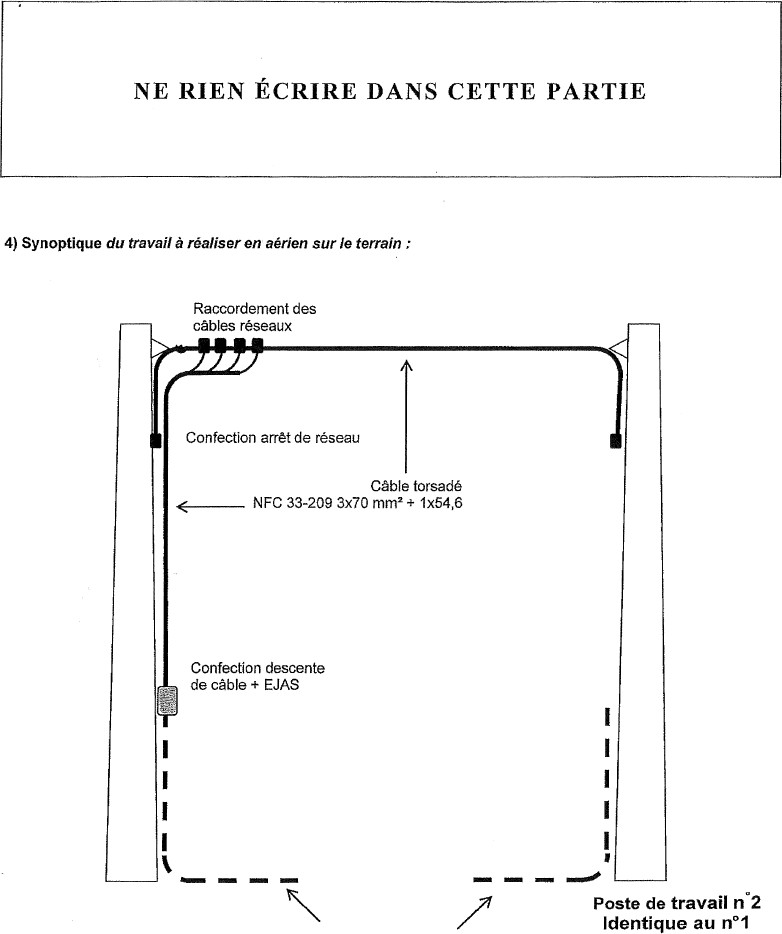 NE RIEN ÉCRIRE DANS CETTE PARTIE
4) Synoptique du travail à réaliser en aérien sur le terrain :
Raccordement des
câbles réseaux
Confection arrêt de réseau
Câble torsadé
NFC 33-209 3x70 mm² + 1x54,6
Confection descente
de câble + EJAS
Poste de travail n°2
Identique au n°1